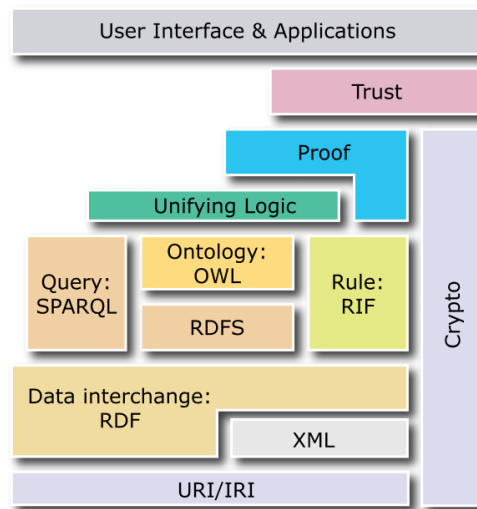 User Interface & Applications
Trust
Proof
Unifying Logic
Query:
SPARQL
Ontology:
OWL
RDFS
Rule:
RIF
Crypto
Data interchange:
RDF
XML
URI/IRI